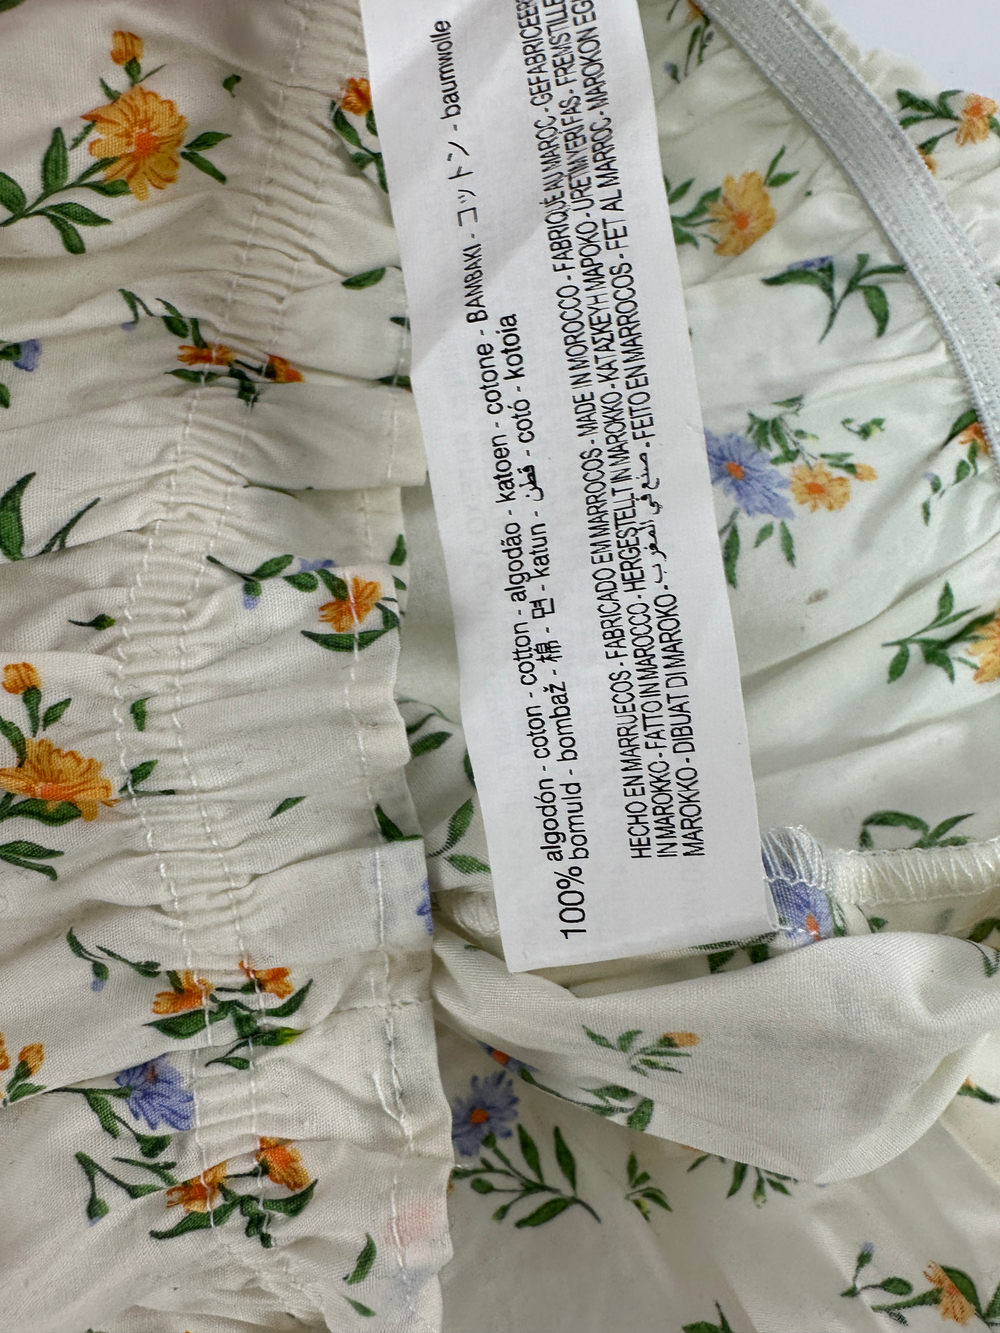 100% algodón - coton - cotton - algodão - katoen - cotone - BAMBAKI - コットン - baumwolle
bomuld - bombaž - 棉 - 면 - katun - قطن - cotó - kotoia
HECHO EN MARRUECOS - FABRICADO EM MARROCOS - MADE IN MOROCCO - FABRIQUÉ AU MAROC - GEFABRICEERD
IN MAROKKO - FATTO IN MAROCCO - HERGESTELLT IN MAROKKO - ΚΑΤΑΣΚΕΥΗ ΜΑΡΟΚΟ - URETIM YERİ FAS - FREMSTILLET
MAROKKO - DIBUAT DI MAROKO - صنع في المغرب - FEITO EN MARROCOS - FET AL MARROC - MAROKON EG